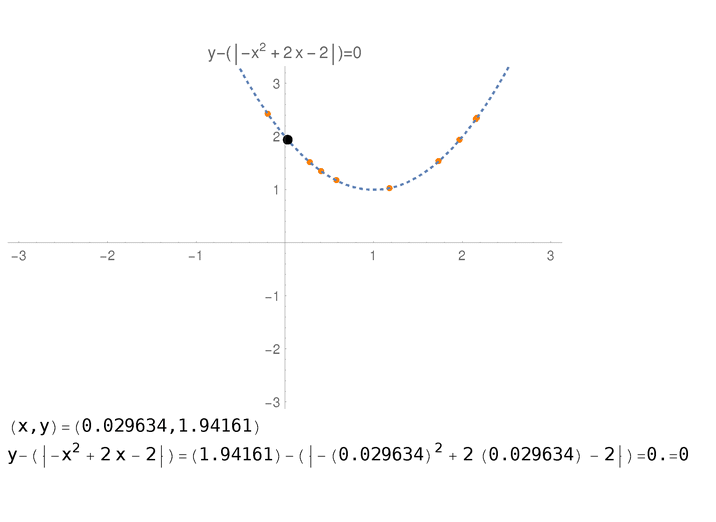 y−(|−x² + 2 x − 2|)=0
3
2
1
−3 −2 −1 1 2 3
−1
−2
−3
(x,y) = (0.029634,1.94161)
y−(|−x² + 2 x − 2|) = (1.94161) − (|− (0.029634)² + 2 (0.029634) − 2|) =0.=0